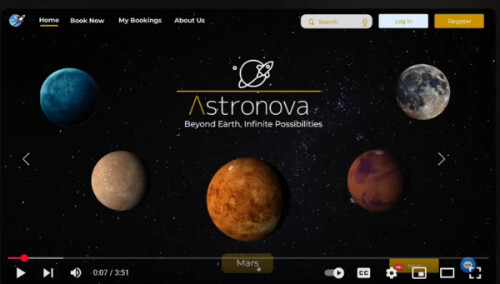 Home Book Now My Bookings About Us Search Log In Register
Astronova
Beyond Earth, Infinite Possibilities
Mars
0:07 / 3:51
CC